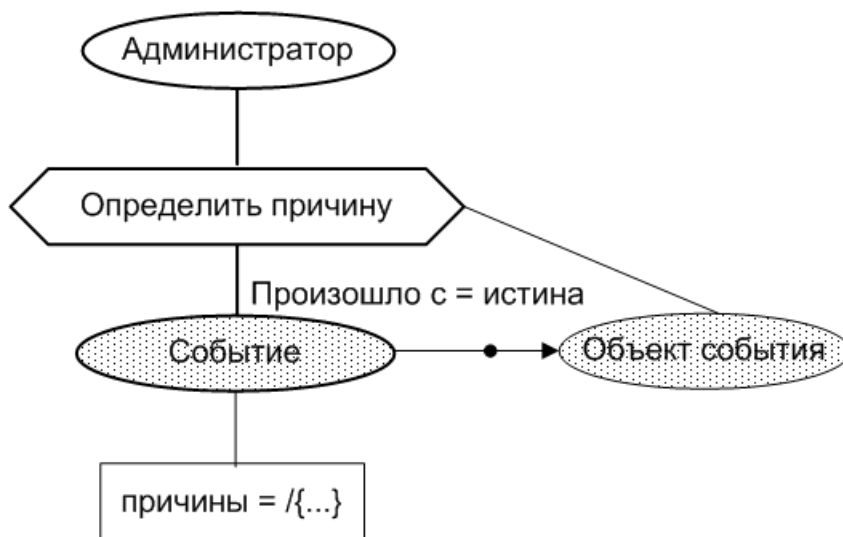 Администратор
Определить причину
Произошло с = истина
Событие
Объект события
причины = /{...}